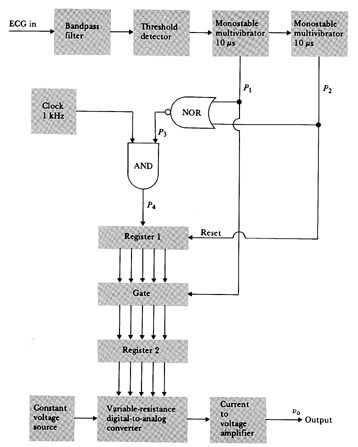 ECG in
Bandpass
filter
Threshold
detector
Monostable
multivibrator
10 μs
Monostable
multivibrator
10 μs
P1
P2
Clock
1 kHz
NOR
P3
AND
P4
Register 1
Reset
Gate
Register 2
Constant
voltage
source
Variable-resistance
digital-to-analog
converter
Current
to
voltage
amplifier
vo
Output